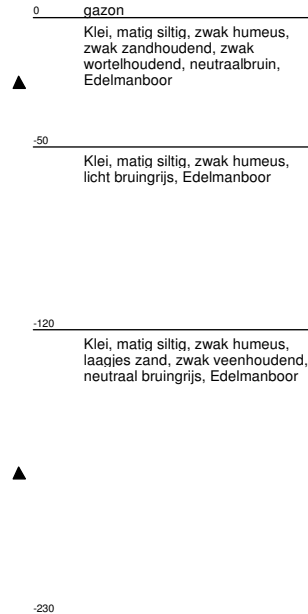 0 gazon
Klei, matig siltig, zwak humeus,
zwak zandhoudend, zwak
wortelhoudend, neutraalbruin,
Edelmanboor
-50
Klei, matig siltig, zwak humeus,
licht bruingrijs, Edelmanboor
-120
Klei, matig siltig, zwak humeus,
laagjes zand, zwak veenhoudend,
neutraal bruingrijs, Edelmanboor
-230